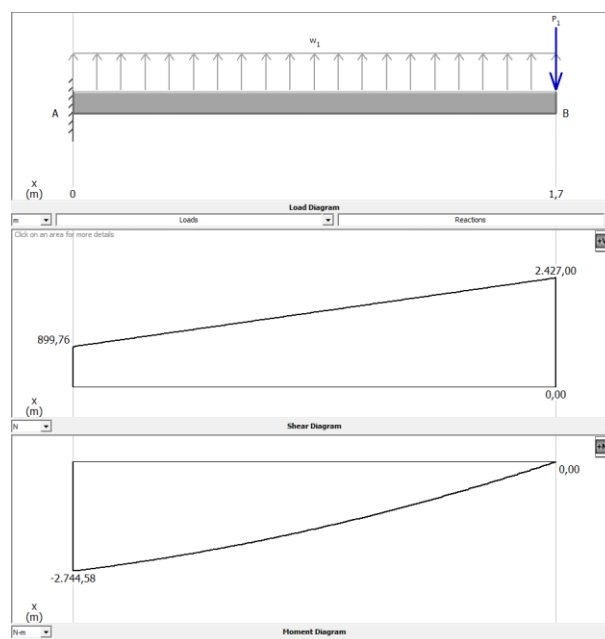 P1
w1
A
B
x
(m)
0
1,7
Load Diagram
m
Loads
Reactions
Click on an area for more details
2.427,00
899,76
0,00
x
(m)
N
Shear Diagram
0,00
-2.744,58
x
(m)
N-m
Moment Diagram